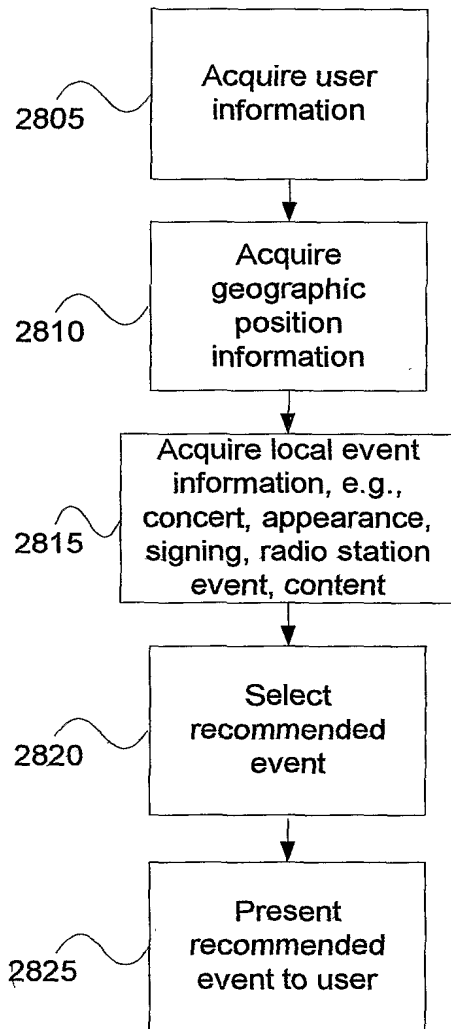 Acquire user
information
2805
Acquire
geographic
position
information
2810
Acquire local event
information, e.g.,
concert, appearance,
signing, radio station
event, content
2815
Select
recommended
event
2820
Present
recommended
event to user
2825